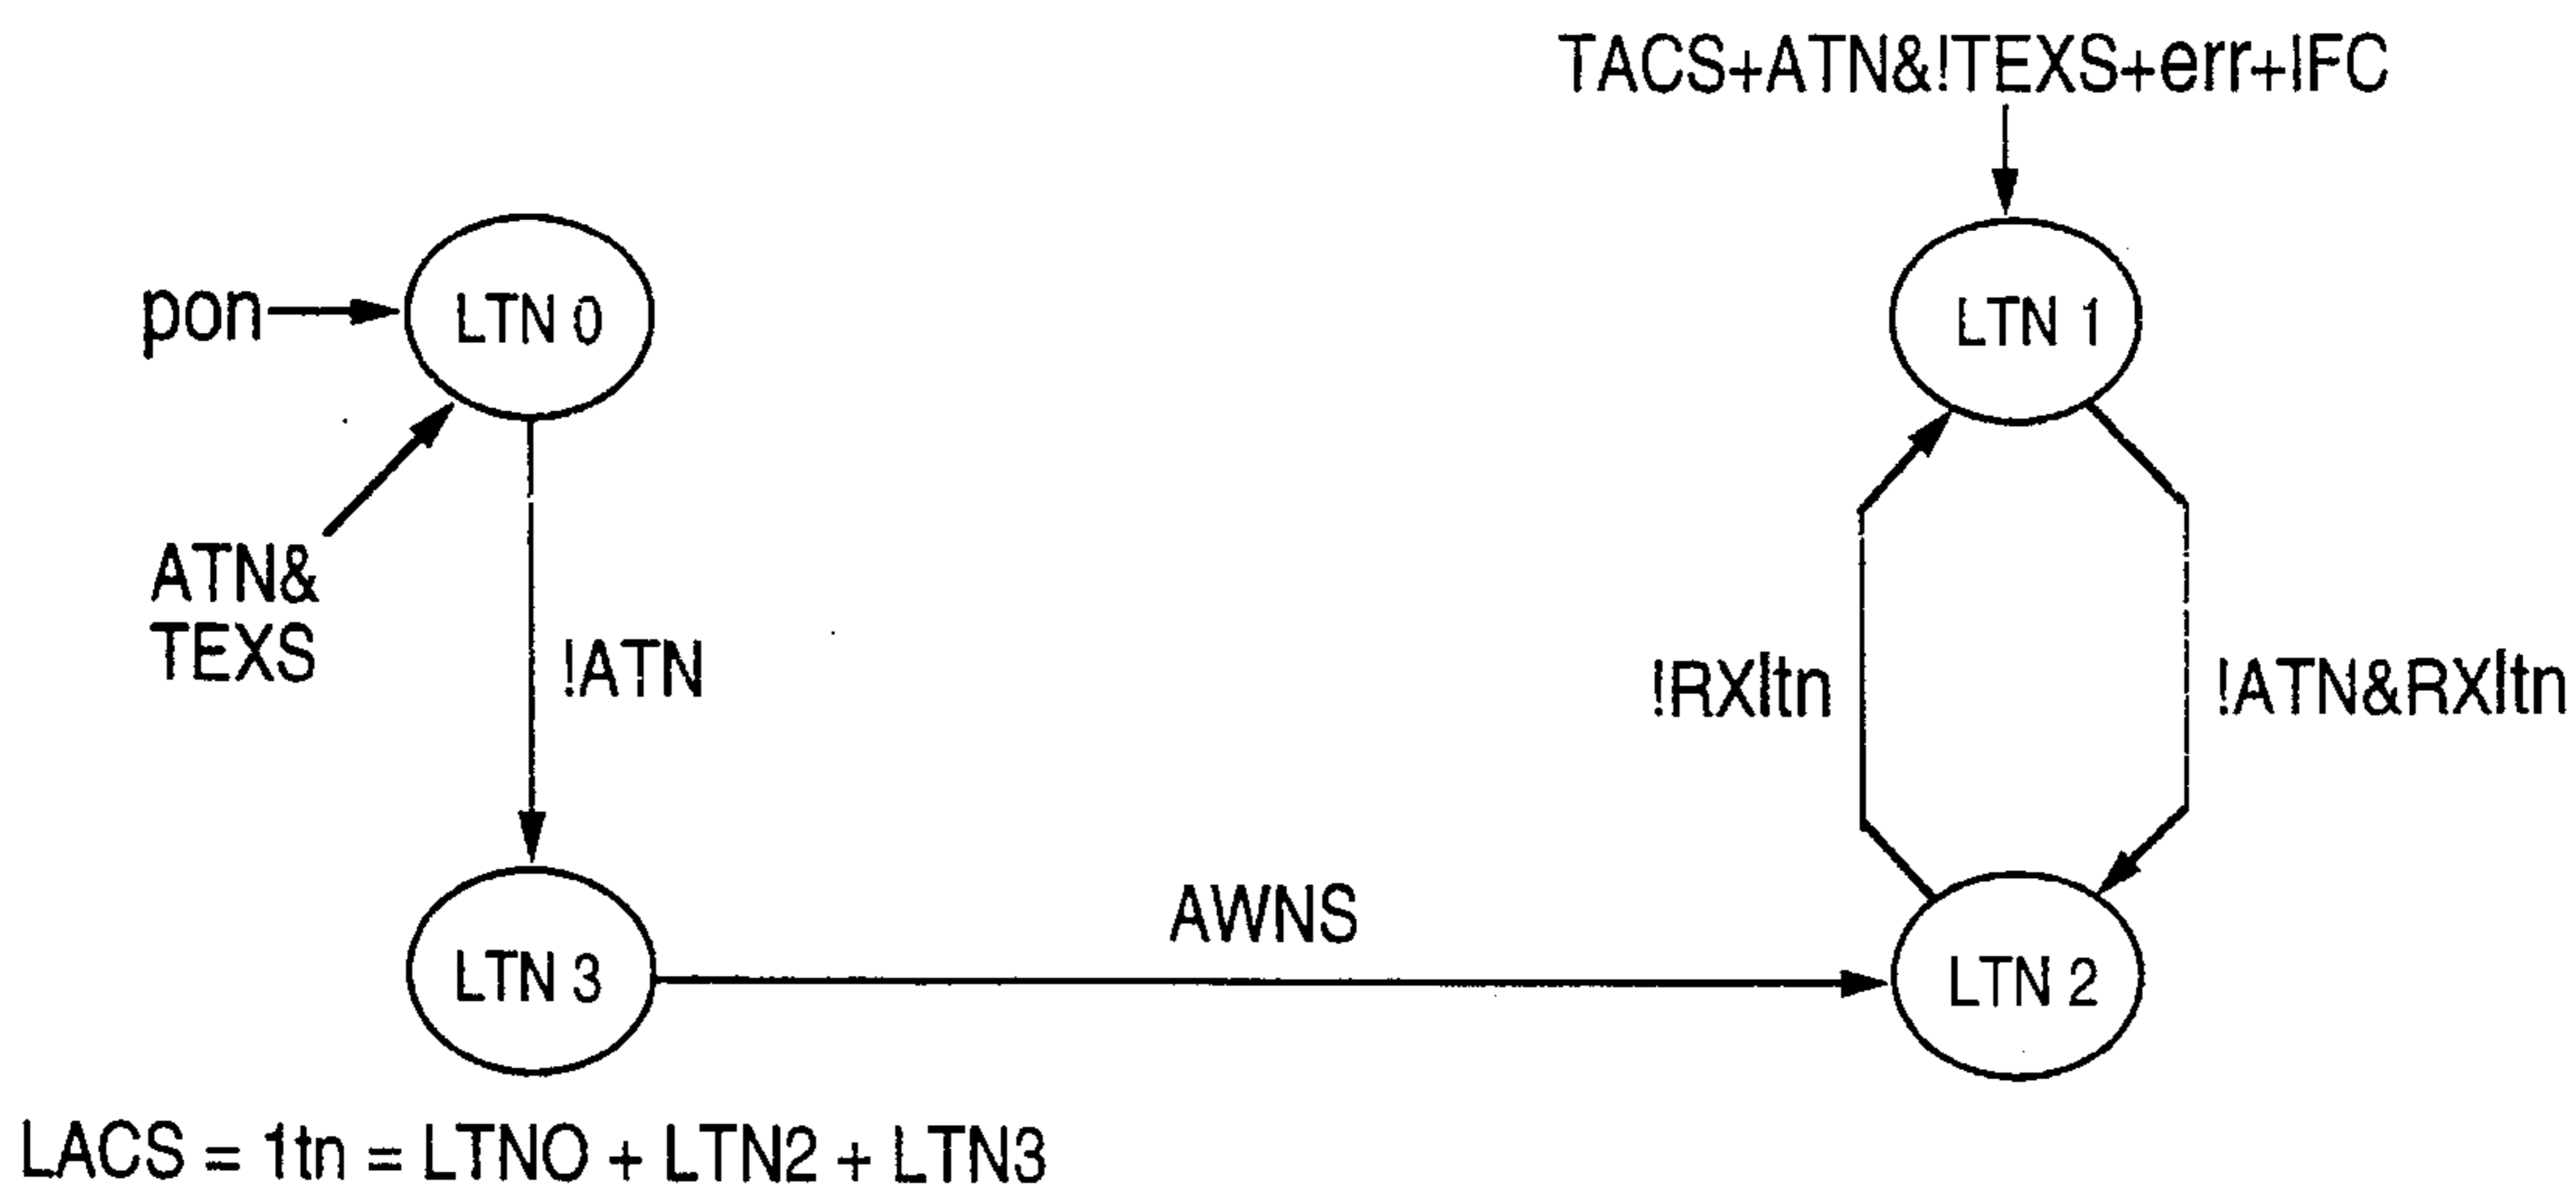 TACS+ATN&!TEXS+err+IFC
pon
LTN 0
LTN 1
ATN&
TEXS
!ATN
!RXltn
!ATN&RXltn
AWNS
LTN 3
LTN 2
LACS = 1tn = LTNO + LTN2 + LTN3